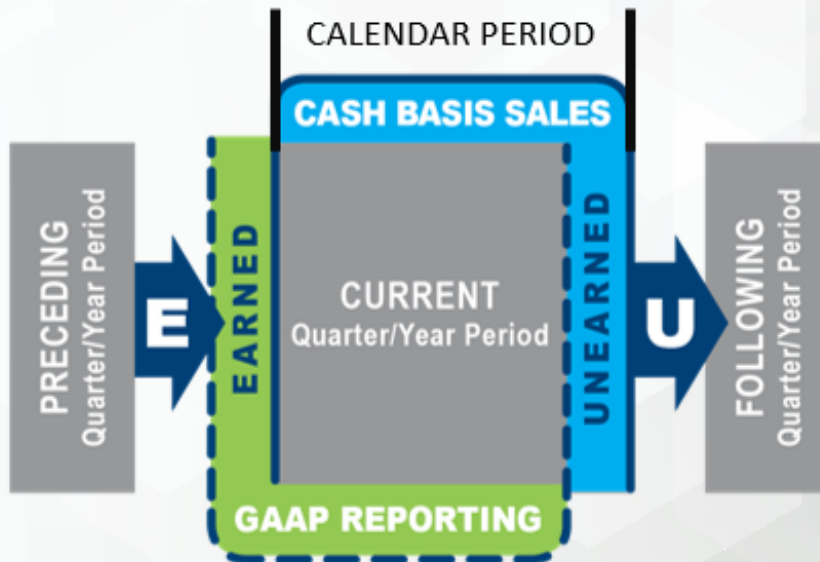 CALENDAR PERIOD
CASH BASIS SALES
PRECEDING
Quarter/Year Period
E
EARNED
CURRENT
Quarter/Year Period
UNEARNED
U
FOLLOWING
Quarter/Year Period
GAAP REPORTING